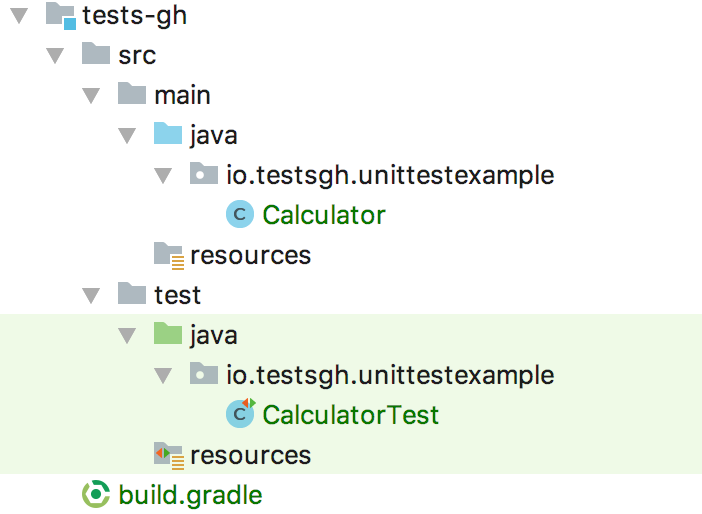 tests-gh
src
main
java
io.testsgh.unittestexample
C Calculator
resources
test
java
io.testsgh.unittestexample
C CalculatorTest
resources
build.gradle